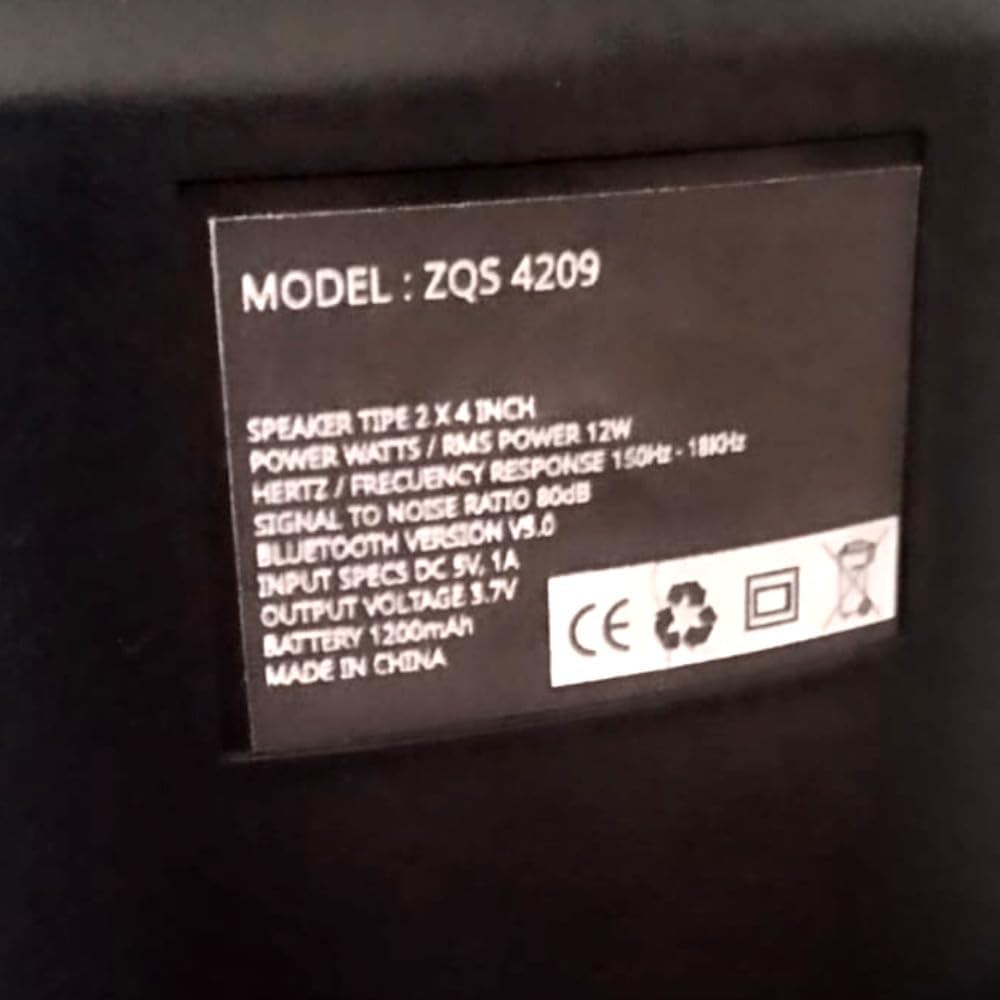 MODEL : ZQS 4209
SPEAKER TIPE 2 X 4 INCH
POWER WATTS / RMS POWER 12W
HERTZ / FRECUENCY RESPONSE 150Hz - 18KHz
SIGNAL TO NOISE RATIO 80dB
BLUETOOTH VERSION V5.0
INPUT SPECS DC 5V, 1A
OUTPUT VOLTAGE 3.7V
BATTERY 1200mAh
MADE IN CHINA
CE